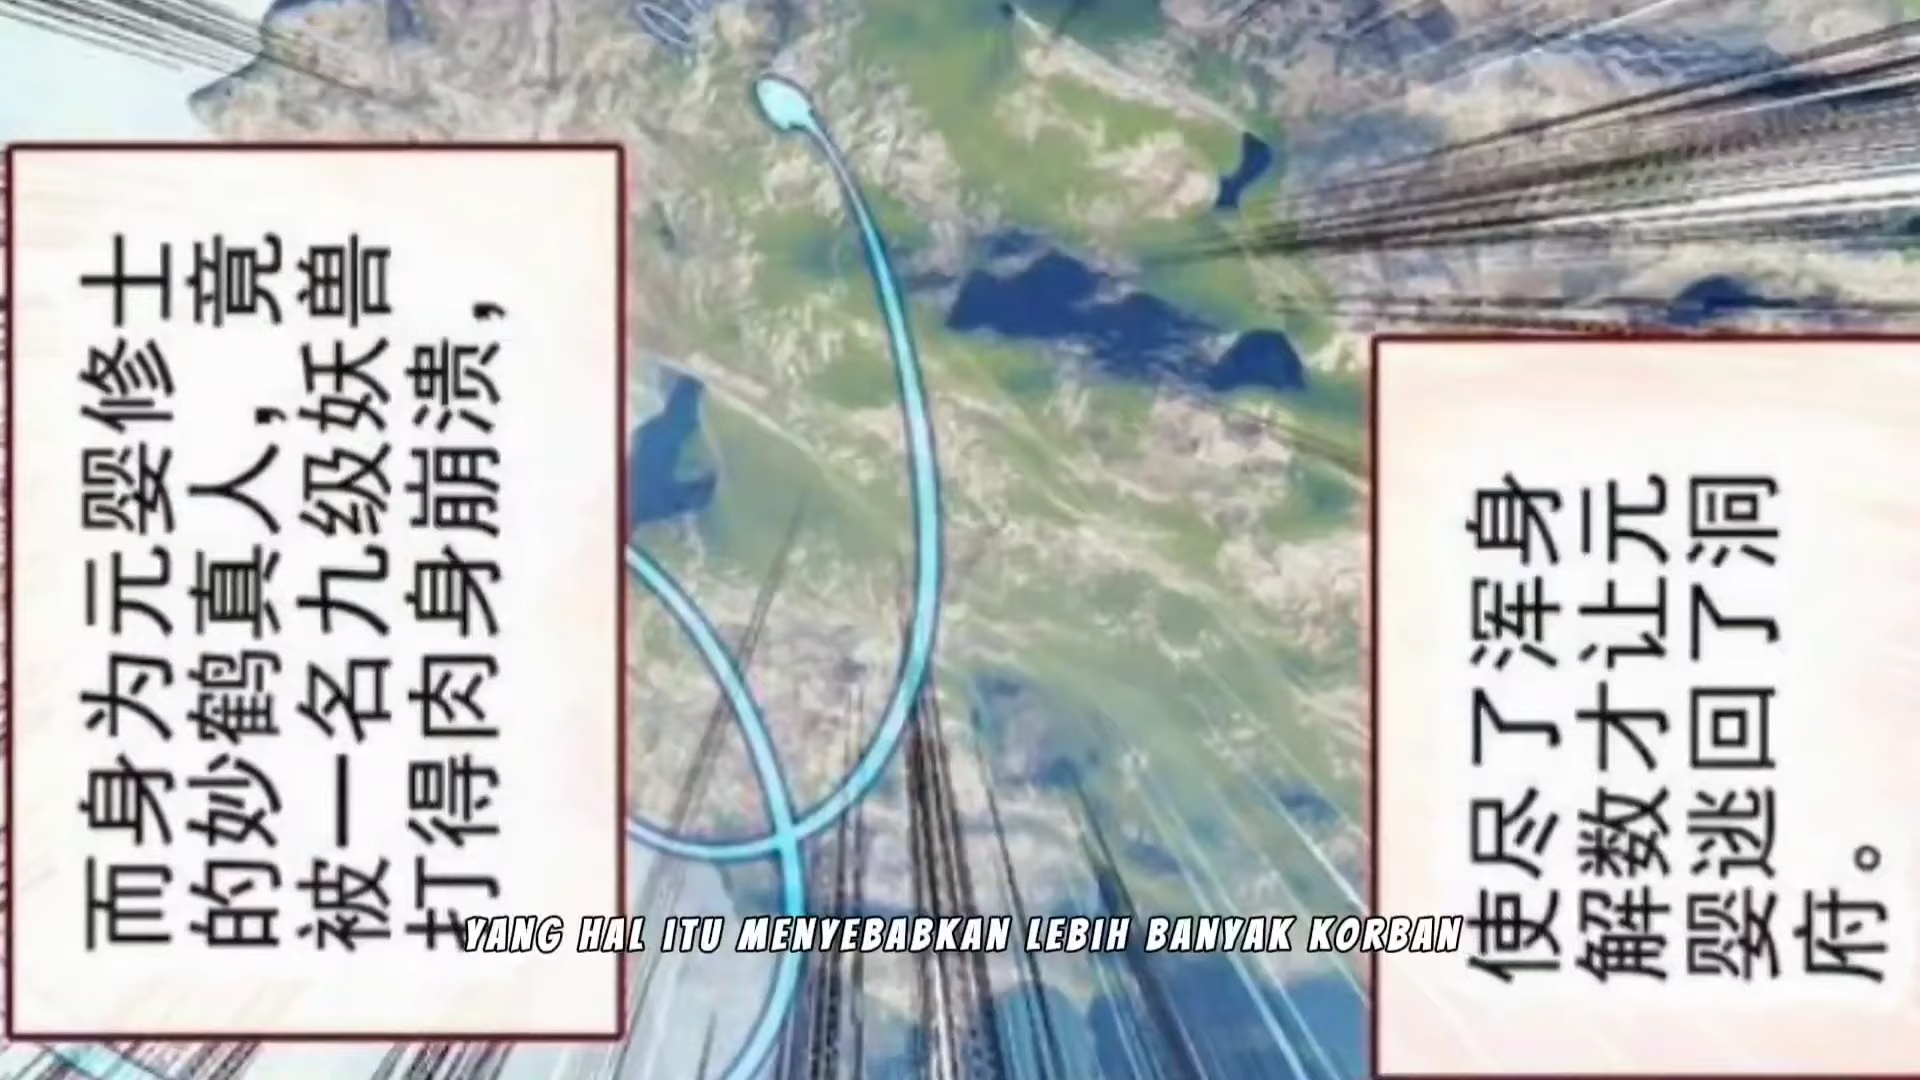 而身为元婴修士
的妙鹤真人，竟
被一名九级妖兽
打得肉身崩溃，
使尽了浑身
解数才让元
婴逃回了洞
府。
YANG HAL ITU MENYEBABKAN LEBIH BANYAK KORBAN